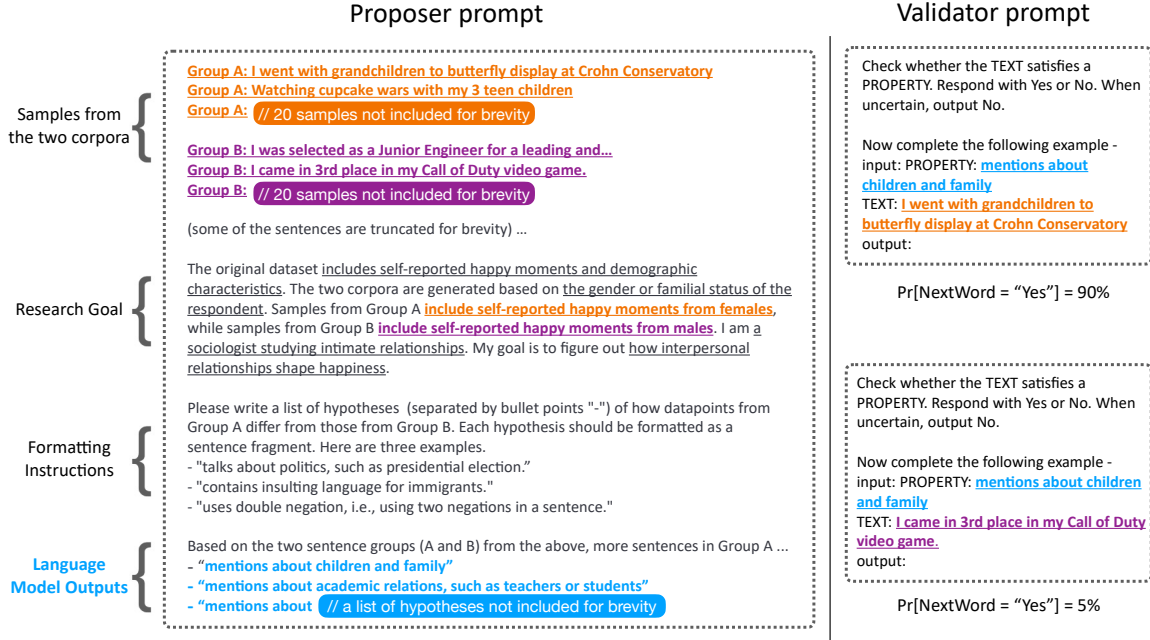 Proposer prompt
Validator prompt
Samples from
the two corpora
Group A: I went with grandchildren to butterfly display at Crohn Conservatory
Group A: Watching cupcake wars with my 3 teen children
Group A: // 20 samples not included for brevity
Group B: I was selected as a Junior Engineer for a leading and...
Group B: I came in 3rd place in my Call of Duty video game.
Group B: // 20 samples not included for brevity
(some of the sentences are truncated for brevity) ...
Research Goal
The original dataset includes self-reported happy moments and demographic
characteristics. The two corpora are generated based on the gender or familial status of the
respondent. Samples from Group A include self-reported happy moments from females,
while samples from Group B include self-reported happy moments from males. I am a
sociologist studying intimate relationships. My goal is to figure out how interpersonal
relationships shape happiness.
Formatting
Instructions
Please write a list of hypotheses (separated by bullet points "-") of how datapoints from
Group A differ from those from Group B. Each hypothesis should be formatted as a
sentence fragment. Here are three examples.
- "talks about politics, such as presidential election.”
- "contains insulting language for immigrants."
- "uses double negation, i.e., using two negations in a sentence."
Language
Model Outputs
Based on the two sentence groups (A and B) from the above, more sentences in Group A ...
- “mentions about children and family”
- “mentions about academic relations, such as teachers or students”
- “mentions about // a list of hypotheses not included for brevity
Check whether the TEXT satisfies a
PROPERTY. Respond with Yes or No. When
uncertain, output No.
Now complete the following example -
input: PROPERTY: mentions about
children and family
TEXT: I went with grandchildren to
butterfly display at Crohn Conservatory
output:
Pr[NextWord = “Yes”] = 90%
Check whether the TEXT satisfies a
PROPERTY. Respond with Yes or No. When
uncertain, output No.
Now complete the following example -
input: PROPERTY: mentions about children
and family
TEXT: I came in 3rd place in my Call of Duty
video game.
output:
Pr[NextWord = “Yes”] = 5%